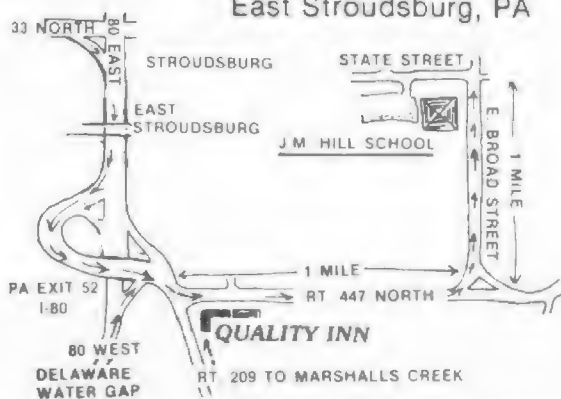 East Stroudsburg, PA
33 NORTH
80 EAST
STROUDSBURG
STATE STREET
EAST
STROUDSBURG
J.M. HILL SCHOOL
E. BROAD STREET
1 MILE
1 MILE
PA EXIT 52
I-80
RT 447 NORTH
QUALITY INN
80 WEST
DELAWARE
WATER GAP
RT 209 TO MARSHALLS CREEK